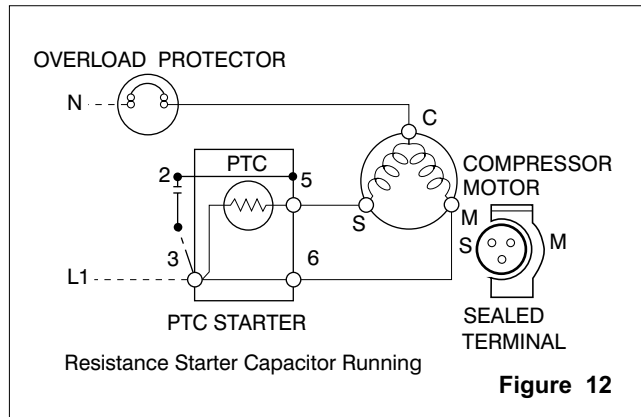 OVERLOAD PROTECTOR
N
C
PTC
2
5
COMPRESSOR
MOTOR
S
M
S
M
3
6
L1
PTC STARTER
SEALED
TERMINAL
Resistance Starter Capacitor Running
Figure 12